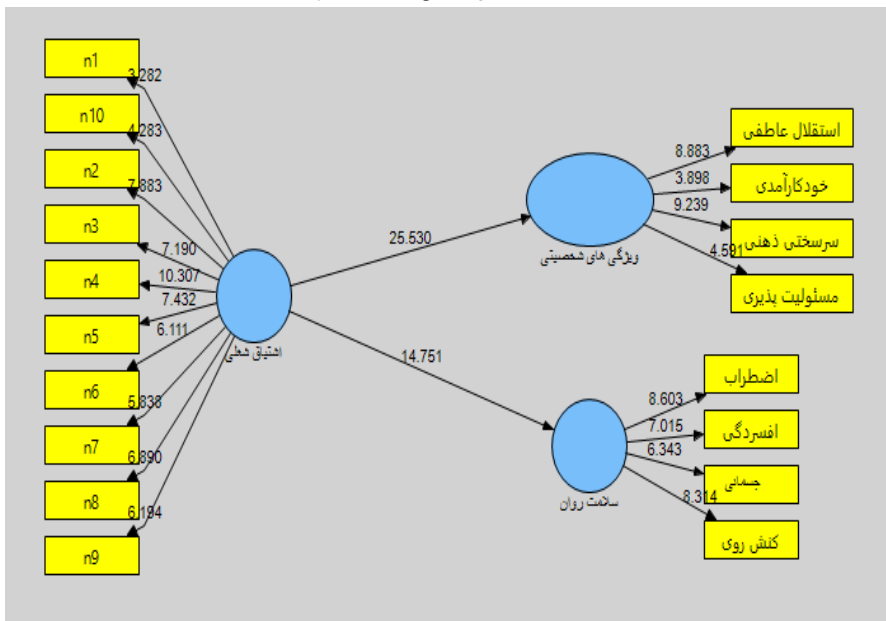 n1
n10
n2
n3
n4
n5
n6
n7
n8
n9
3.282
4.283
7.883
7.190
10.307
7.432
6.111
5.838
6.890
6.194
اشتیاق شغلی
25.530
14.751
ویژگی های شخصیتی
8.883
3.898
9.239
4.591
استقلال عاطفی
خودکارآمدی
سرسختی ذهنی
مسئولیت پذیری
سلامت روان
8.603
7.015
6.343
8.314
اضطراب
افسردگی
جسمانی
کنش روی